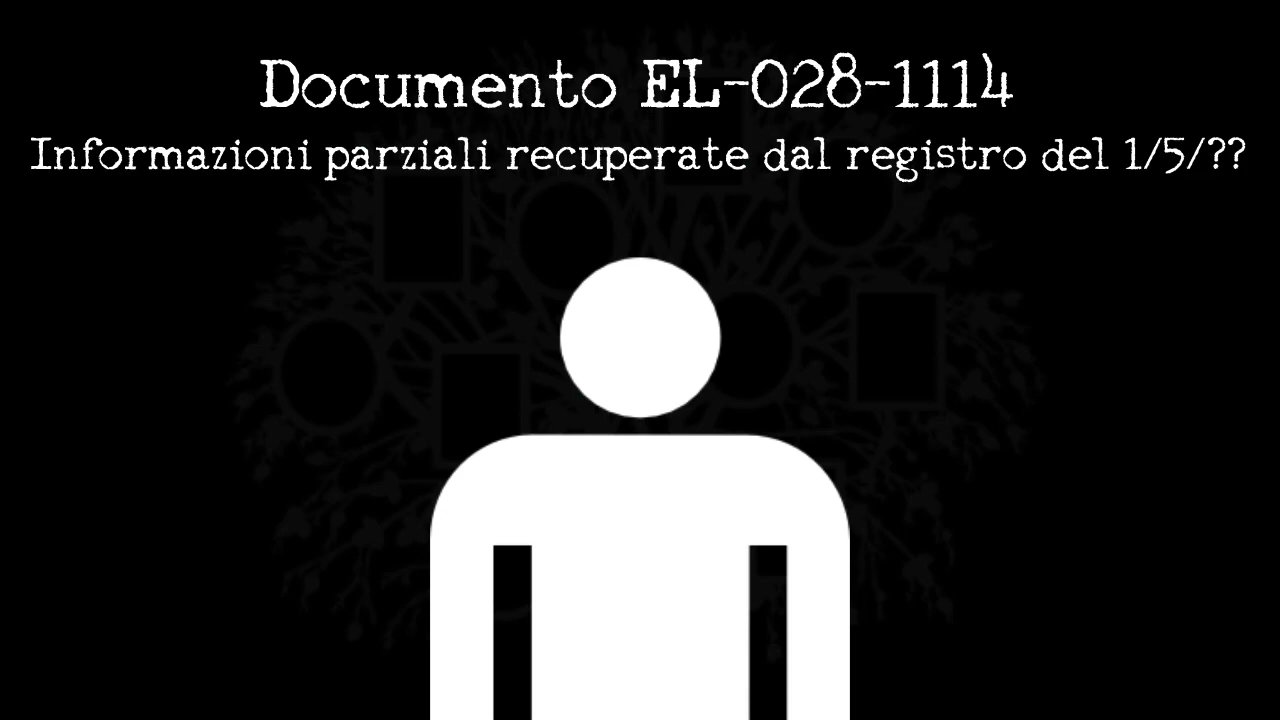 Documento EL-028-1114
Informazioni parziali recuperate dal registro del 1/5/??